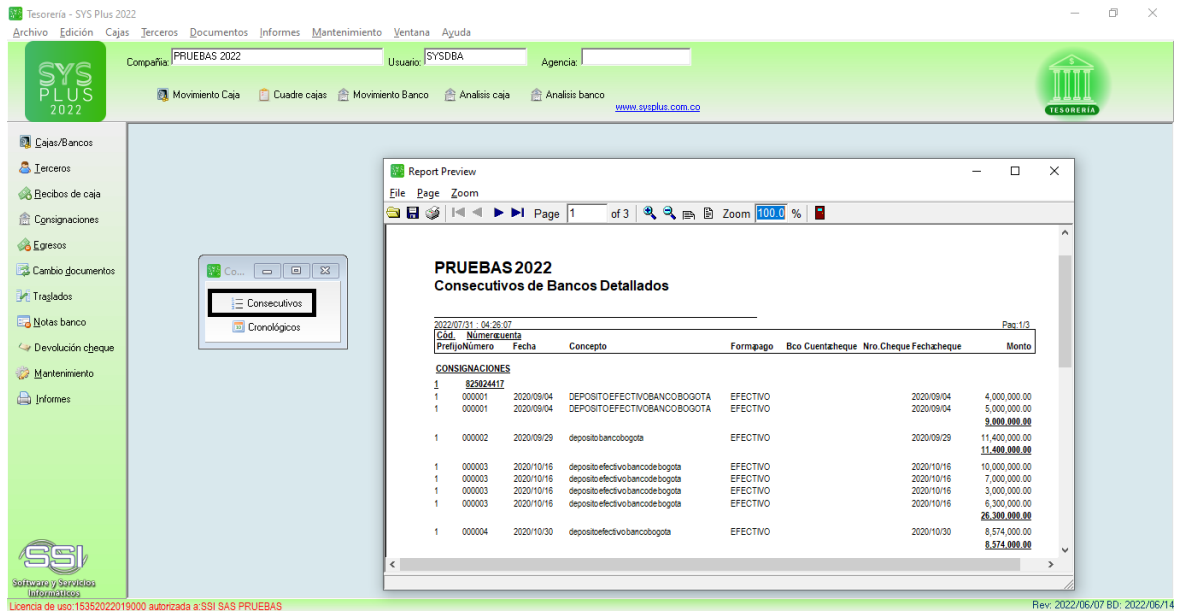 Tesorería - SYS Plus 2022
Archivo Edición Cajas Terceros Documentos Informes Mantenimiento Ventana Ayuda
SYS
PLUS
2022
Compañia: PRUEBAS 2022 Usuario: SYSDBA Agencia:
Movimiento Caja Cuadre cajas Movimiento Banco Analisis caja Analisis banco
www.sysplus.com.co
TESORERÍA
Cajas/Bancos
Terceros
Recibos de caja
Consignaciones
Egresos
Cambio documentos
Traslados
Notas banco
Devolución cheque
Mantenimiento
Informes
Co...
Consecutivos
Cronológicos
Report Preview
File Page Zoom
Page 1 of 3 Zoom 100.0 %
PRUEBAS 2022
Consecutivos de Bancos Detallados
2022/07/31 : 04:26:07 Pag:1/3
Cód. Númercuenta
PrefijoNúmero Fecha Concepto Formapago Bco Cuentacheque Nro.Cheque Fechacheque Monto
CONSIGNACIONES
1 825024417
1 000001 2020/09/04 DEPOSITOEFECTIVOBANCOBOGOTA EFECTIVO 2020/09/04 4,000,000.00
1 000001 2020/09/04 DEPOSITOEFECTIVOBANCOBOGOTA EFECTIVO 2020/09/04 5,000,000.00
9.000.000.00
1 000002 2020/09/29 depositobancobogota EFECTIVO 2020/09/29 11,400,000.00
11.400.000.00
1 000003 2020/10/16 depositoefectivobancodebogota EFECTIVO 2020/10/16 10,000,000.00
1 000003 2020/10/16 depositoefectivobancodebogota EFECTIVO 2020/10/16 7,000,000.00
1 000003 2020/10/16 depositoefectivobancodebogota EFECTIVO 2020/10/16 3,000,000.00
1 000003 2020/10/16 depositoefectivobancodebogota EFECTIVO 2020/10/16 6,300,000.00
26.300.000.00
1 000004 2020/10/30 depositoefectivobancobogota EFECTIVO 2020/10/30 8,574,000.00
8.574.000.00
SSI
Software y Servicios
Informáticos
Licencia de uso:15352022019000 autorizada a:SSI SAS PRUEBAS
Rev: 2022/06/07 BD: 2022/06/14